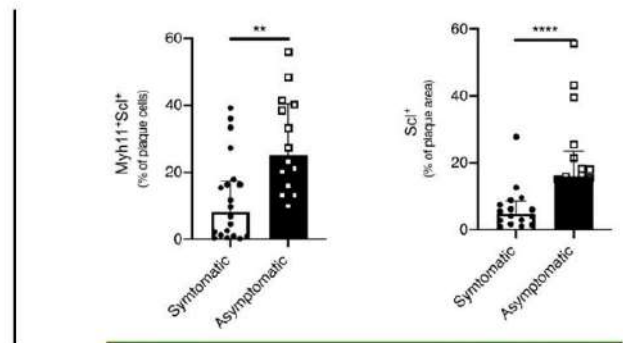 **
Myh11⁺Scl⁺
(% of plaque cells)
60
40
20
0
Symtomatic
Asymptomatic
****
Scl⁺
(% of plaque area)
60
40
20
0
Symptomatic
Asymptomatic